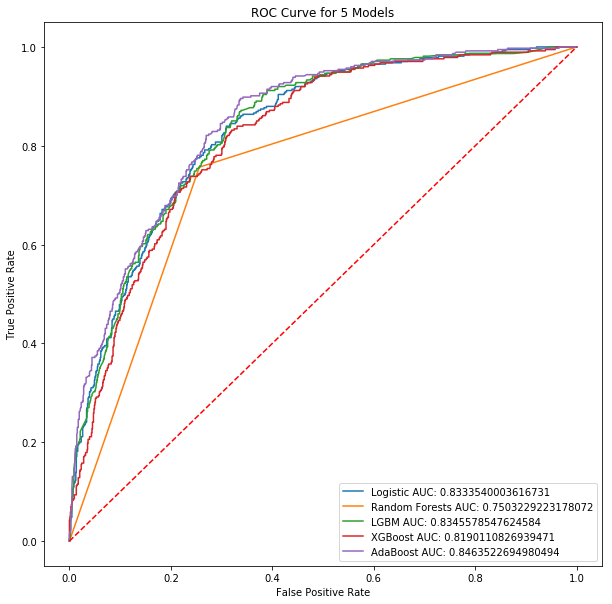 ROC Curve for 5 Models
1.0
0.8
0.6
0.4
0.2
0.0
True Positive Rate
Logistic AUC: 0.8333540003616731
Random Forests AUC: 0.7503229223178072
LGBM AUC: 0.8345578547624584
XGBoost AUC: 0.8190110826939471
AdaBoost AUC: 0.8463522694980494
0.0 0.2 0.4 0.6 0.8 1.0
False Positive Rate